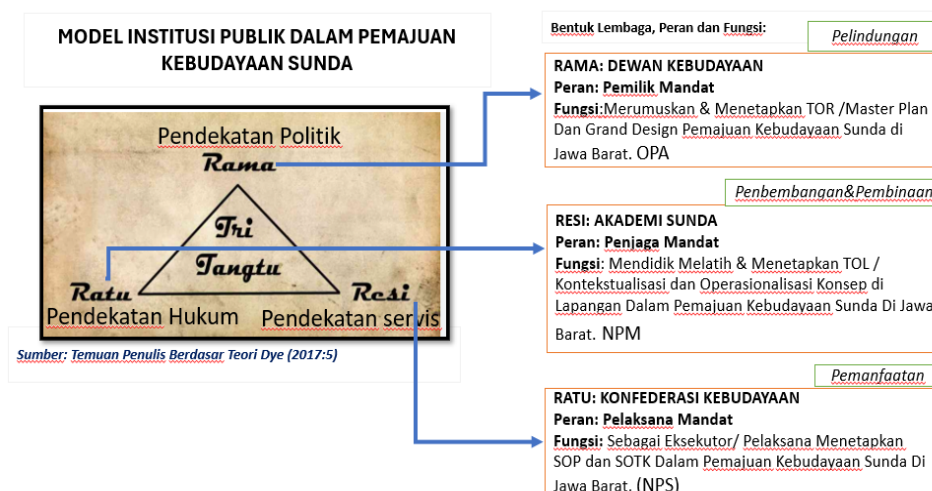 MODEL INSTITUSI PUBLIK DALAM PEMAJUAN
KEBUDAYAAN SUNDA
Pendekatan Politik
Rama
Tri
Tangtu
Ratu
Resi
Pendekatan Hukum
Pendekatan servis
Sumber: Temuan Penulis Berdasar Teori Dye (2017:5)
Bentuk Lembaga, Peran dan Fungsi:
Pelindungan
RAMA: DEWAN KEBUDAYAAN
Peran: Pemilik Mandat
Fungsi:Merumuskan & Menetapkan TOR /Master Plan
Dan Grand Design Pemajuan Kebudayaan Sunda di
Jawa Barat. OPA
Penbembangan&Pembinaan
RESI: AKADEMI SUNDA
Peran: Penjaga Mandat
Fungsi: Mendidik Melatih & Menetapkan TOL /
Kontekstualisasi dan Operasionalisasi Konsep di
Lapangan Dalam Pemajuan Kebudayaan Sunda Di Jawa
Barat. NPM
Pemanfaatan
RATU: KONFEDERASI KEBUDAYAAN
Peran: Pelaksana Mandat
Fungsi: Sebagai Eksekutor/ Pelaksana Menetapkan
SOP dan SOTK Dalam Pemajuan Kebudayaan Sunda Di
Jawa Barat. (NPS)